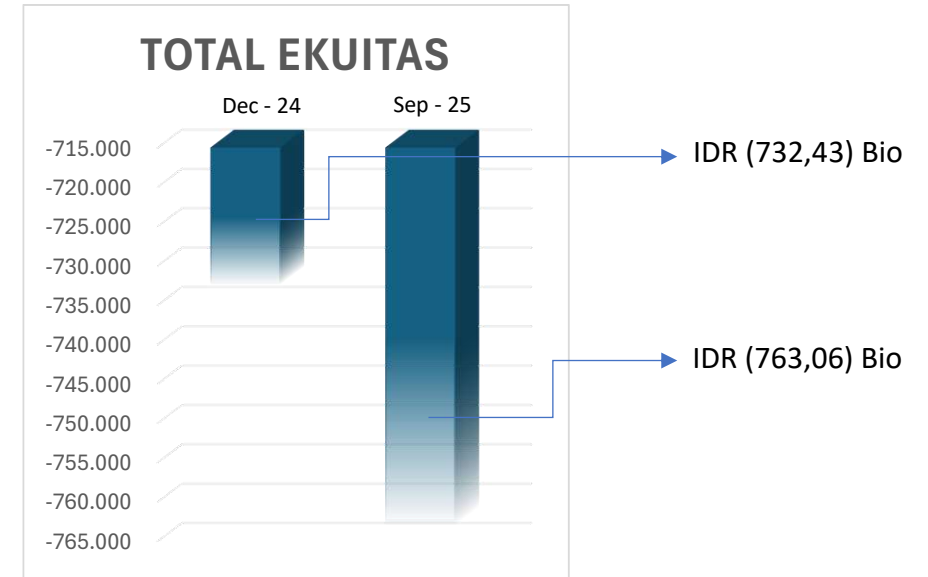 TOTAL EKUITAS
Dec - 24
Sep - 25
-715.000
-720.000
-725.000
-730.000
-735.000
-740.000
-745.000
-750.000
-755.000
-760.000
-765.000
IDR (732,43) Bio
IDR (763,06) Bio